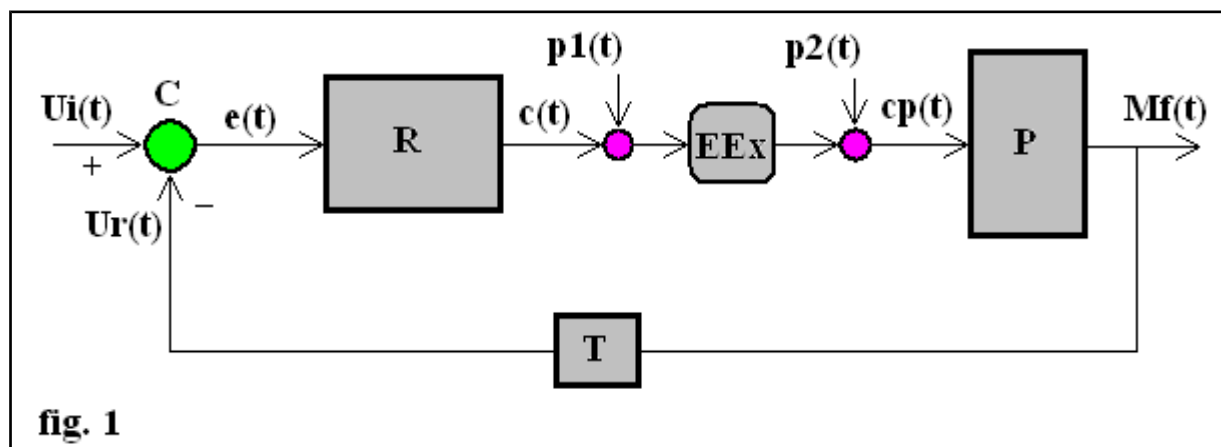 p1(t)
p2(t)
Ui(t)
C
e(t)
R
c(t)
EEx
cp(t)
P
Mf(t)
+
−
Ur(t)
T
fig. 1